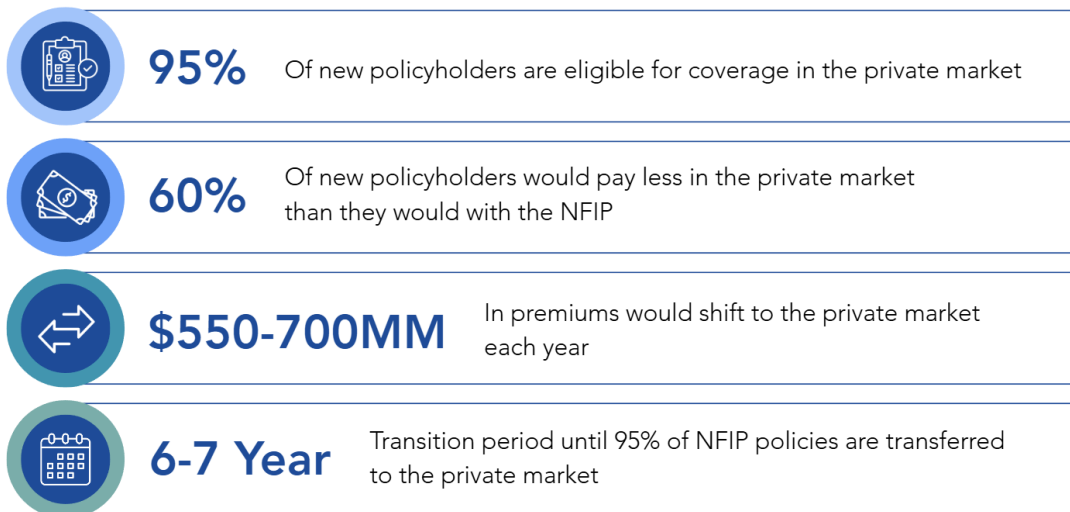 95%
Of new policyholders are eligible for coverage in the private market
60%
Of new policyholders would pay less in the private market
than they would with the NFIP
$550-700MM
In premiums would shift to the private market
each year
6-7 Year
Transition period until 95% of NFIP policies are transferred
to the private market